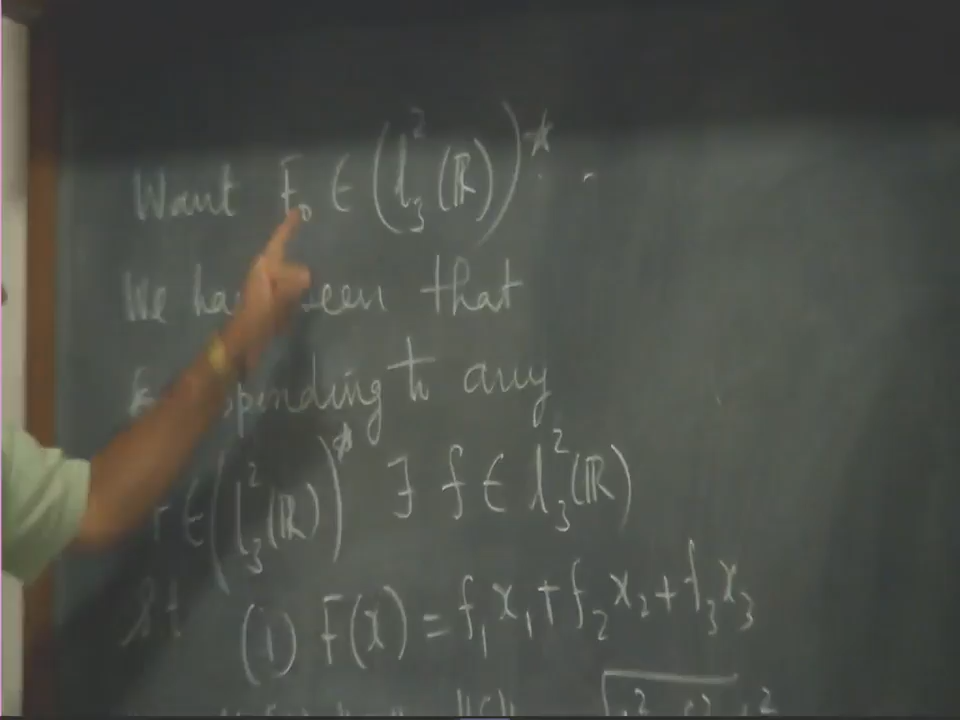 Want F₀ ∈ (l²₃(ℝ))*
We have seen that
corresponding to any
F ∈ (l²₃(ℝ))* ∃ f ∈ l²₃(ℝ)
st (1) F(x) = f₁x₁ + f₂x₂ + f₃x₃